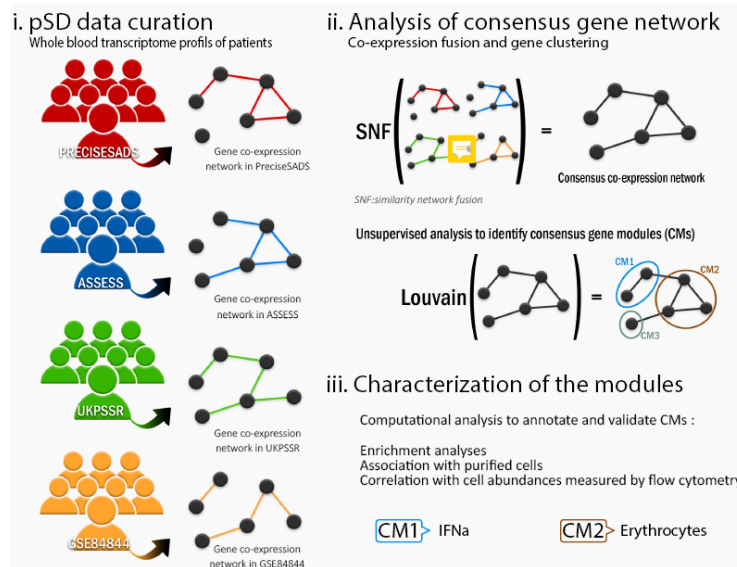 i. pSD data curation
Whole blood transcriptome profils of patients
PRECISESADS
Gene co-expression
network in PreciseSADS
ASSESS
Gene co-expression
network in ASSESS
UKPSSR
Gene co-expression
network in UKPSSR
GSE84844
Gene co-expression
network in GSE84844
ii. Analysis of consensus gene network
Co-expression fusion and gene clustering
SNF
=
Consensus co-expression network
SNF:similarity network fusion
Unsupervised analysis to identify consensus gene modules (CMs)
Louvain
=
CM1
CM2
CM3
iii. Characterization of the modules
Computational analysis to annotate and validate CMs :
Enrichment analyses
Association with purified cells
Correlation with cell abundances measured by flow cytometry
CM1 IFNa
CM2 Erythrocytes